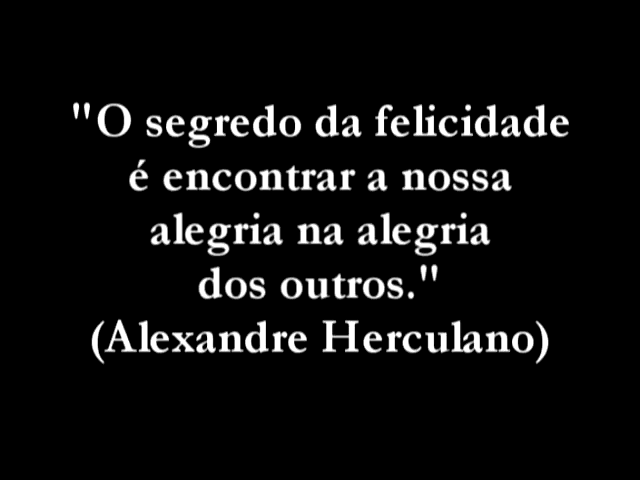 "O segredo da felicidade
é encontrar a nossa
alegria na alegria
dos outros."
(Alexandre Herculano)